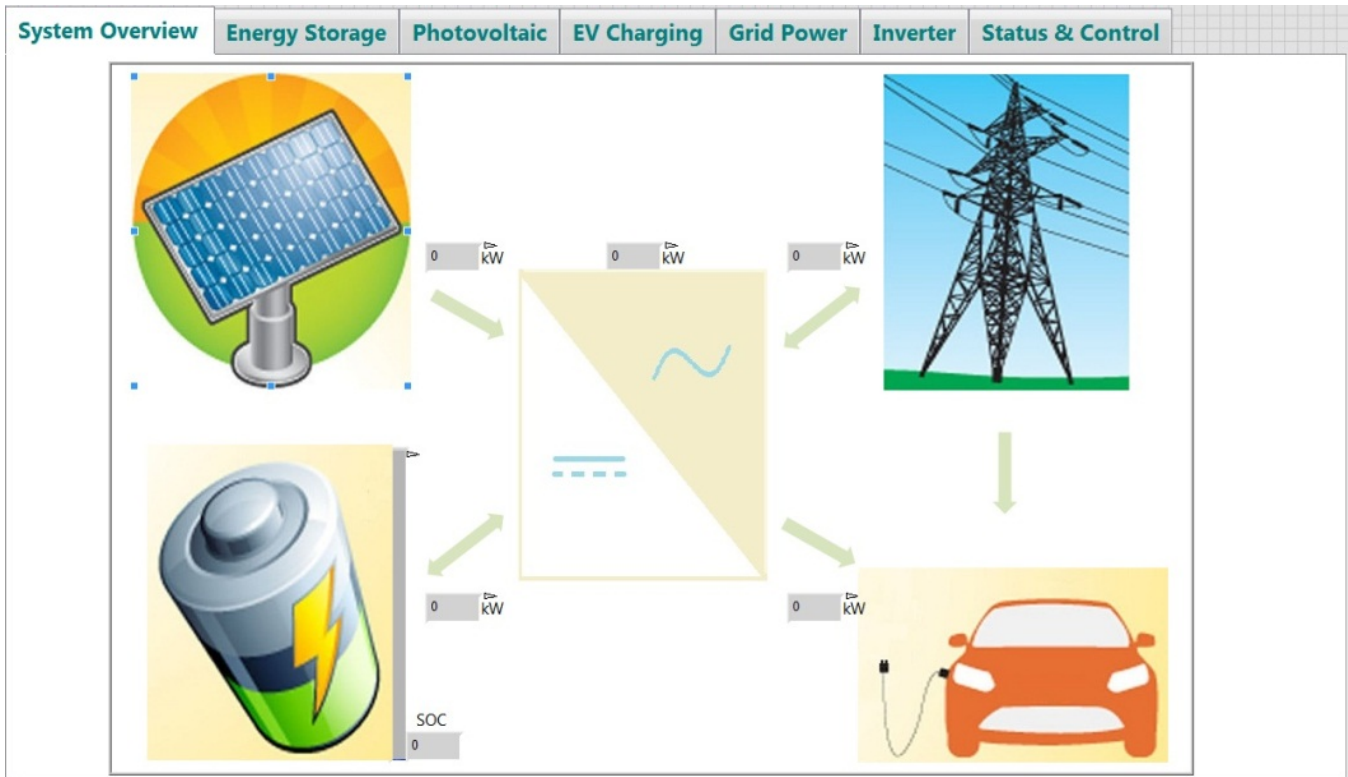 System Overview Energy Storage Photovoltaic EV Charging Grid Power Inverter Status & Control
0 kW 0 kW 0 kW
0 kW 0 kW
SOC
0